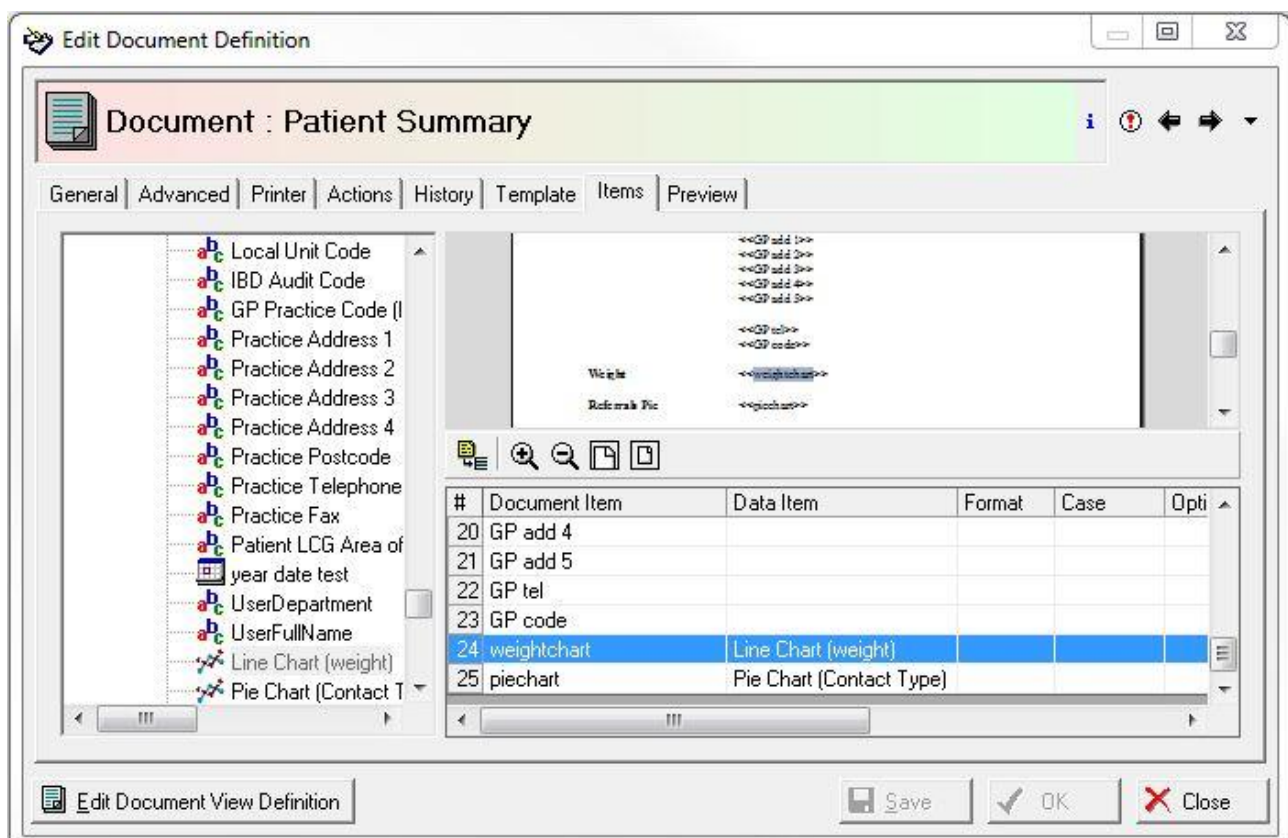 Edit Document Definition
Document : Patient Summary
General Advanced Printer Actions History Template Items Preview
Local Unit Code
IBD Audit Code
GP Practice Code (I
Practice Address 1
Practice Address 2
Practice Address 3
Practice Address 4
Practice Postcode
Practice Telephone
Practice Fax
Patient LCG Area of
year date test
UserDepartment
UserFullName
Line Chart (weight)
Pie Chart (Contact T
<<GP add 1>>
<<GP add 2>>
<<GP add 3>>
<<GP add 4>>
<<GP add 5>>
<<GP tel>>
<<GP code>>
Weight <<weightchart>>
Referrals Pie <<piechart>>
# Document Item Data Item Format Case Opti
20 GP add 4
21 GP add 5
22 GP tel
23 GP code
24 weightchart Line Chart (weight)
25 piechart Pie Chart (Contact Type)
Edit Document View Definition Save OK Close